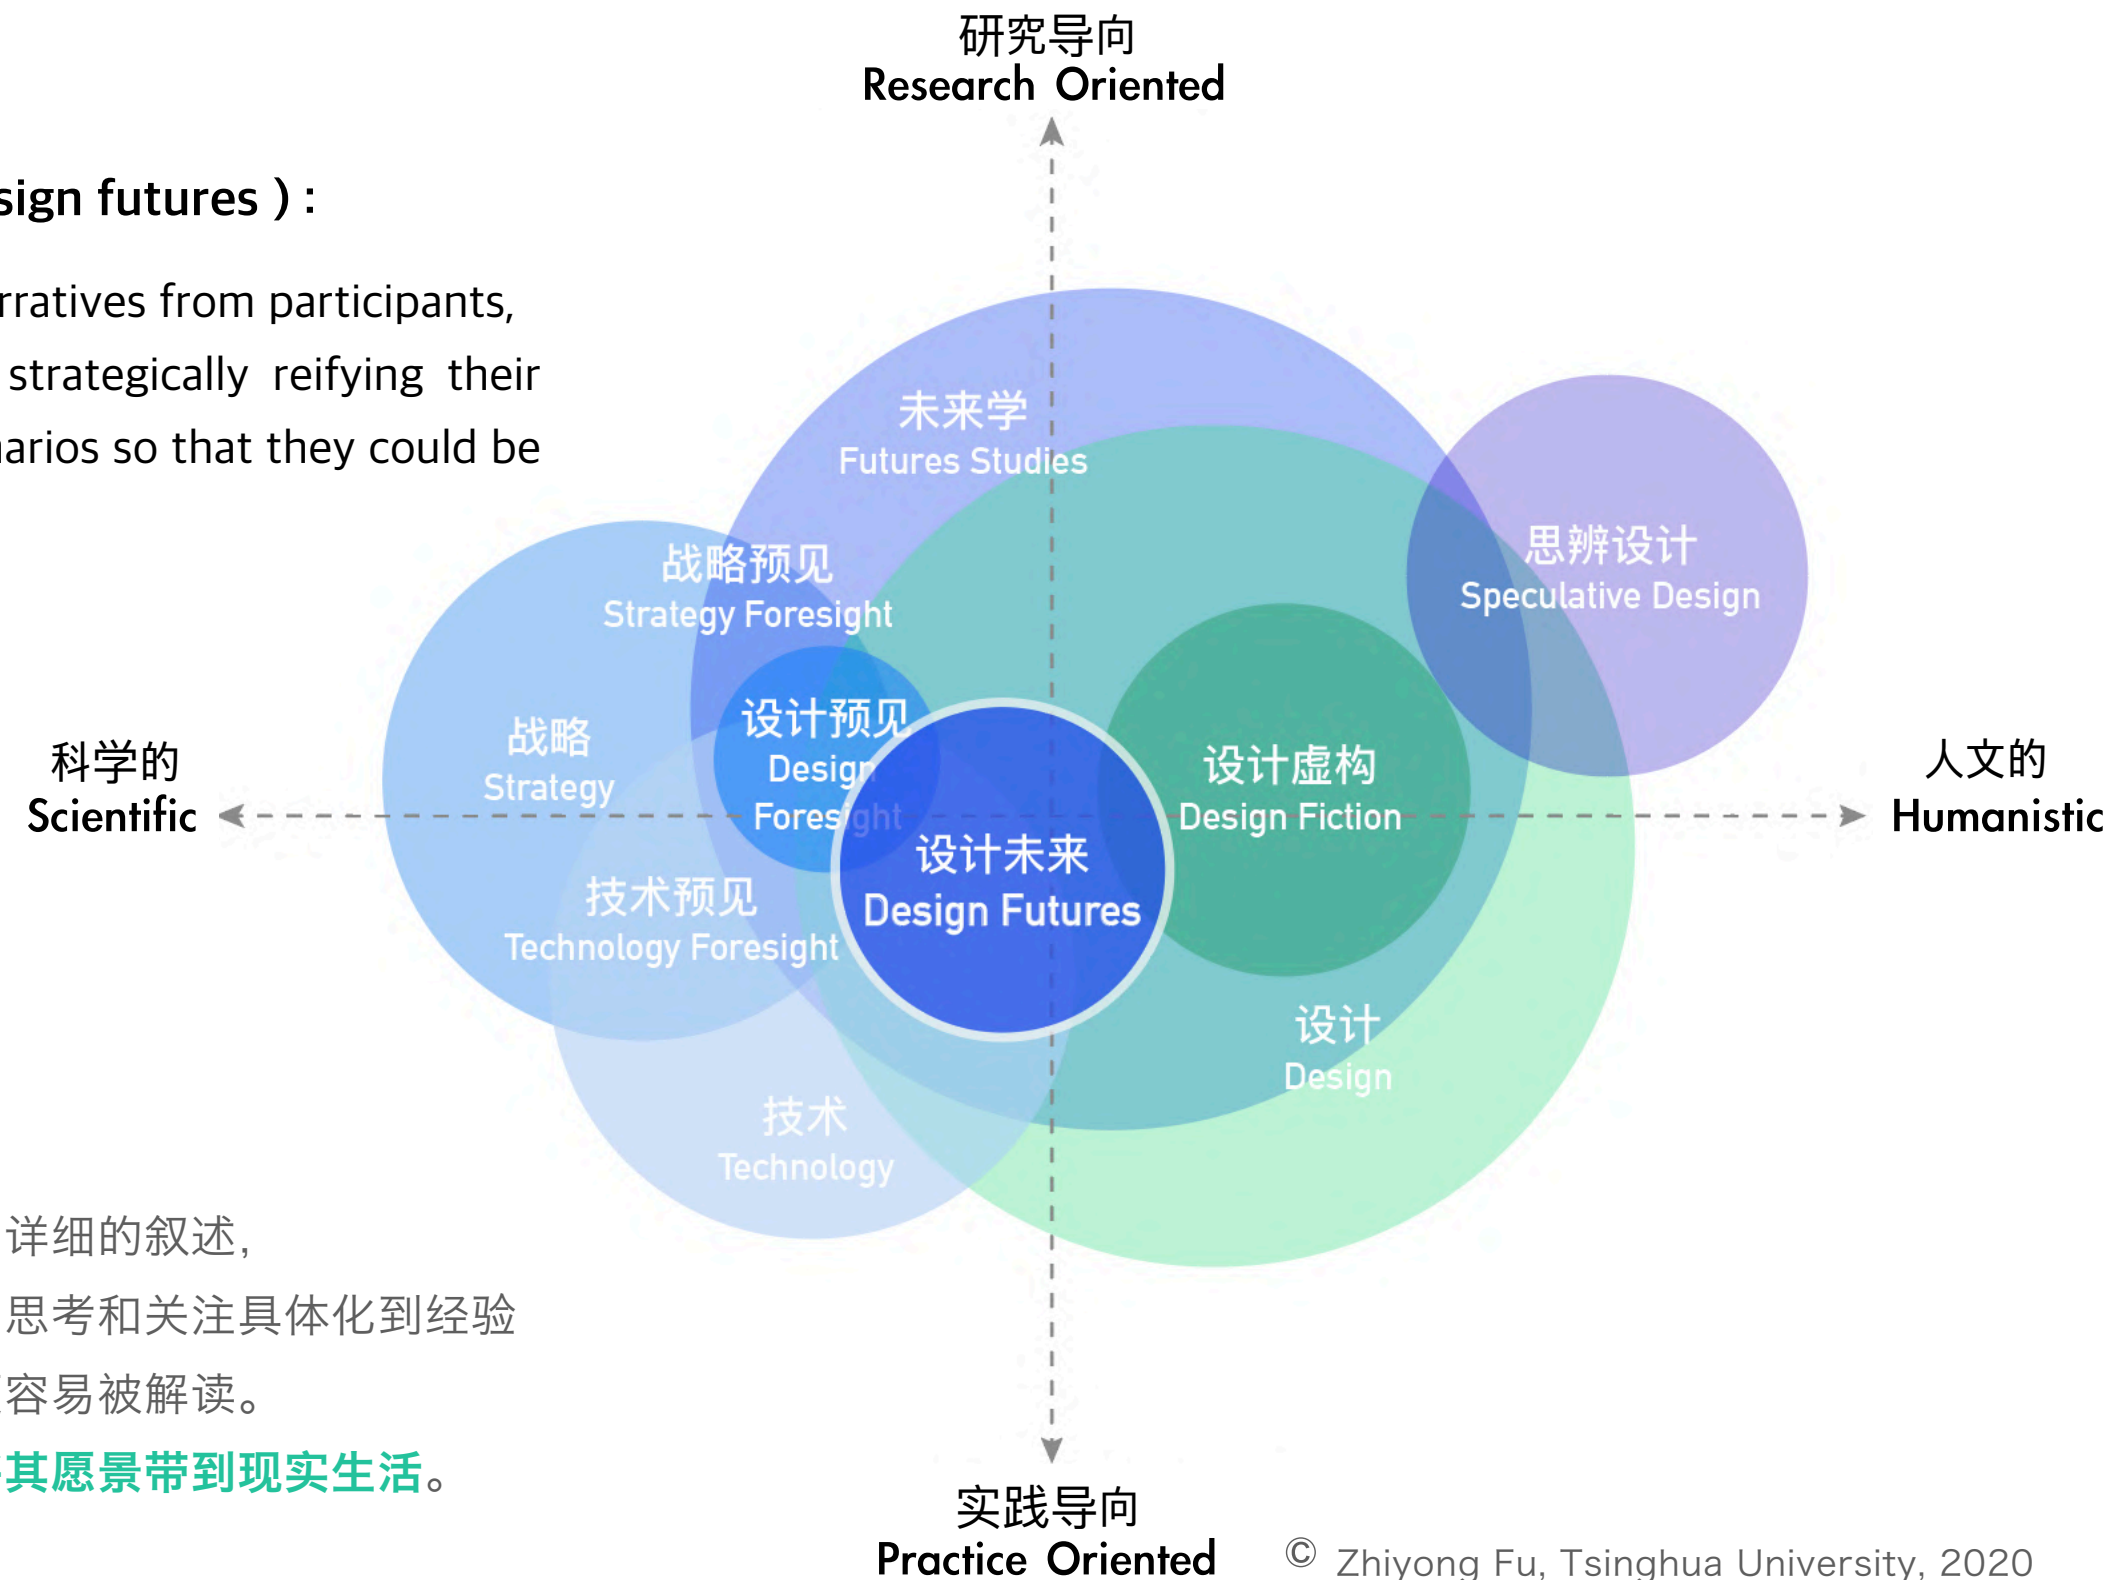 研究导向
Research Oriented
sign futures ) :
rratives from participants,
strategically reifying their
narios so that they could be
未来学
Futures Studies
战略预见
Strategy Foresight
思辨设计
Speculative Design
战略
Strategy
设计预见
Design
Foresight
设计虚构
Design Fiction
科学的
Scientific
人文的
Humanistic
设计未来
Design Futures
技术预见
Technology Foresight
设计
Design
技术
Technology
详细的叙述,
思考和关注具体化到经验
容易被解读。
其愿景带到现实生活。
实践导向
Practice Oriented
© Zhiyong Fu, Tsinghua University, 2020